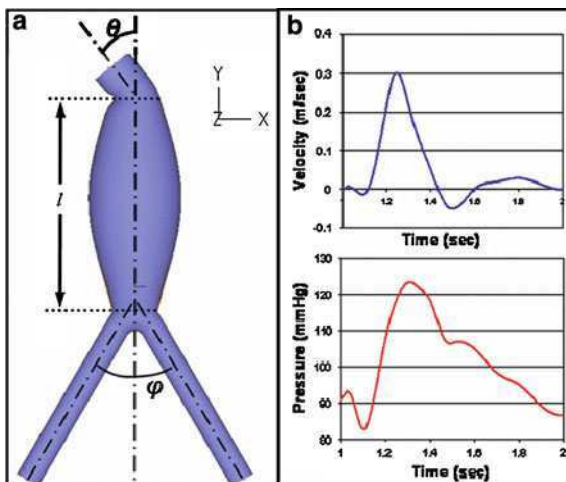 a
θ
Y
Z
X
l
φ
b
Velocity (m/sec)
0.4
0.3
0.2
0.1
0
-0.1
1
1.2
1.4
1.6
1.8
2
Time (sec)
Pressure (mmHg)
130
120
110
100
90
80
1
1.2
1.4
1.6
1.8
2
Time (sec)